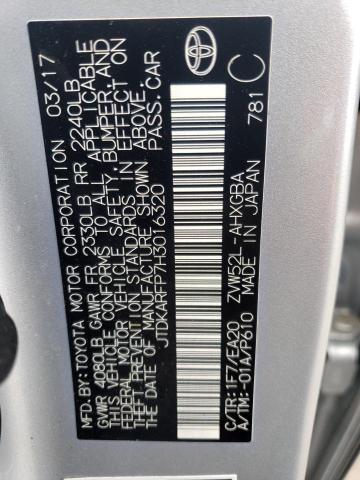 MFD.BY:TOYOTA MOTOR CORPORATION 03/17
GVWR 4080LB GAWR FR 2330LB RR 2240LB
THIS VEHICLE CONFORMS TO ALL APPLICABLE
FEDERAL MOTOR VEHICLE SAFETY, BUMPER, AND
THEFT PREVENTION STANDARDS IN EFFECT ON
THE DATE OF MANUFACTURE SHOWN ABOVE.
JTDKARFP7H3016320 PASS.CAR
C/TR:1F7/EA20 ZVW52L-AHXGBA 781
A/TM:-01A/P610 MADE IN JAPAN
C
TOYOTA